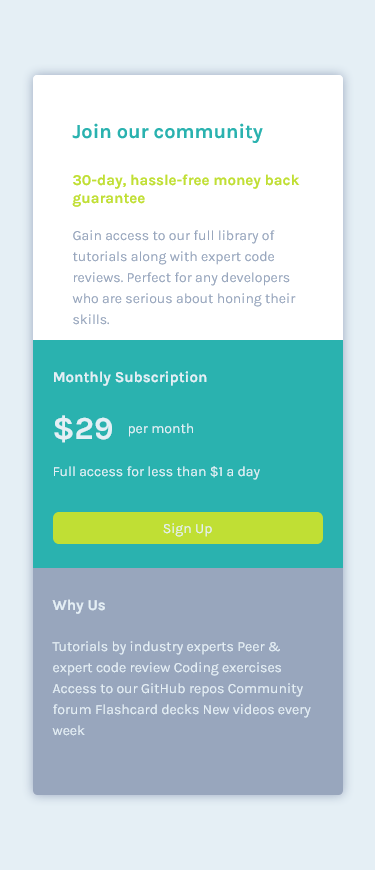 Join our community
30-day, hassle-free money back
guarantee
Gain access to our full library of
tutorials along with expert code
reviews. Perfect for any developers
who are serious about honing their
skills.
Monthly Subscription
$29 per month
Full access for less than $1 a day
Sign Up
Why Us
Tutorials by industry experts Peer &
expert code review Coding exercises
Access to our GitHub repos Community
forum Flashcard decks New videos every
week